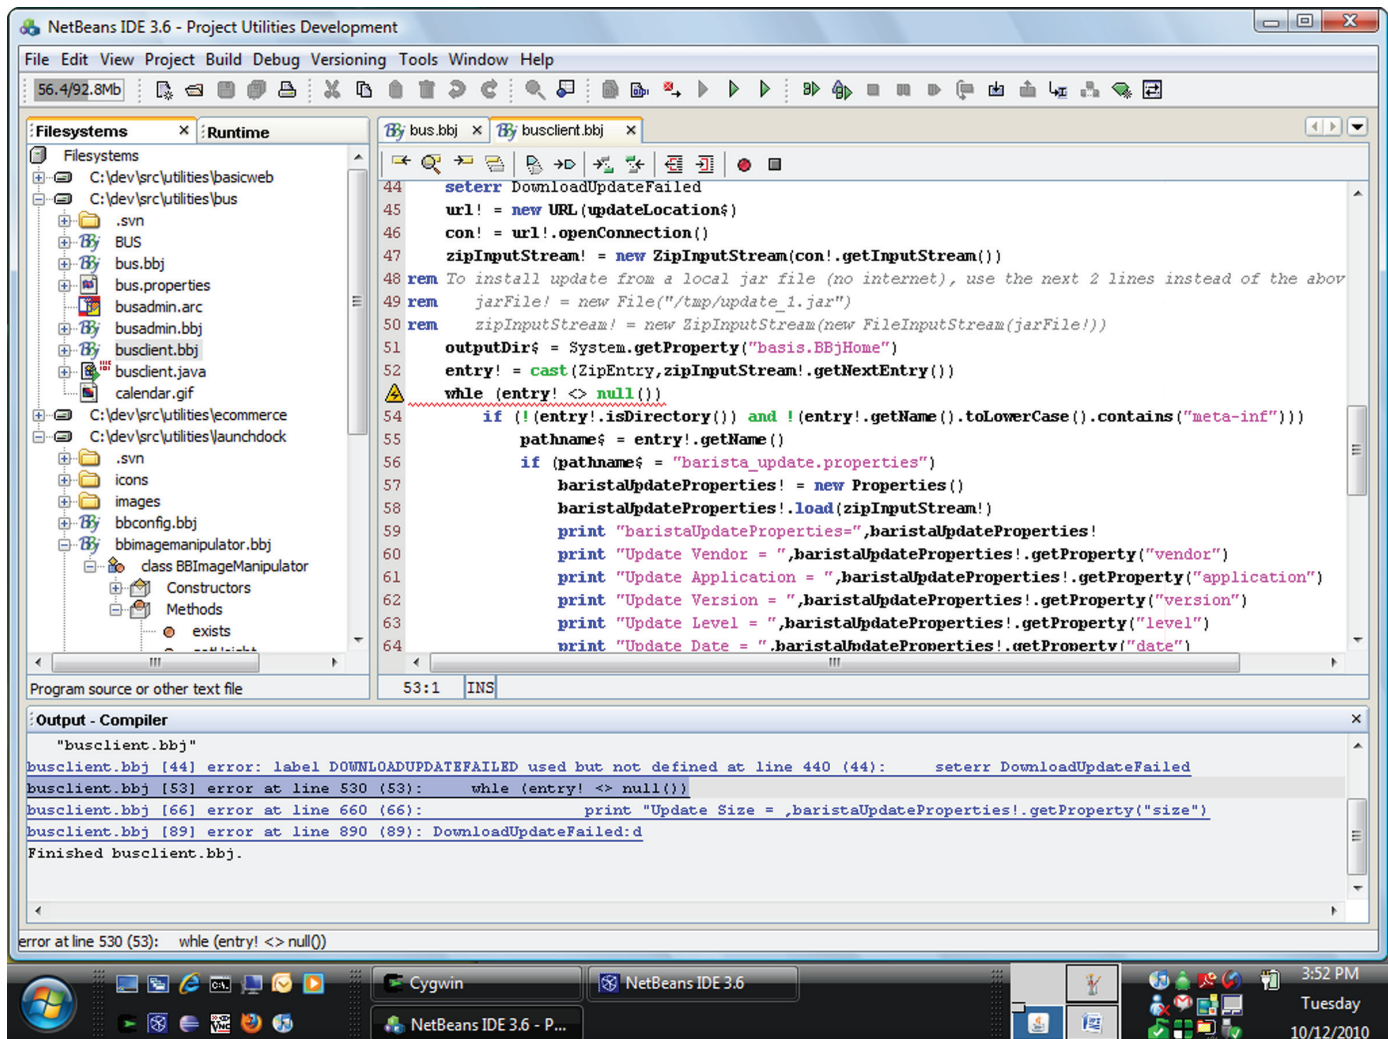 NetBeans IDE 3.6 - Project Utilities Development
File Edit View Project Build Debug Versioning Tools Window Help
56.4/92.8Mb
Filesystems × Runtime
bus.bbj × busclient.bbj ×
Filesystems
C:\dev\src\utilities\basicweb
C:\dev\src\utilities\bus
.svn
BUS
bus.bbj
bus.properties
busadmin.arc
busadmin.bbj
busclient.bbj
busclient.java
calendar.gif
C:\dev\src\utilities\ecommerce
C:\dev\src\utilities\launchdock
.svn
icons
images
bbconfig.bbj
bbimagemanipulator.bbj
class BBImageManipulator
Constructors
Methods
exists
getHeight
Program source or other text file
44 seterr DownloadUpdateFailed
45 url! = new URL(updateLocation$)
46 con! = url!.openConnection()
47 zipInputStream! = new ZipInputStream(con!.getInputStream())
48 rem To install update from a local jar file (no internet), use the next 2 lines instead of the abov
49 rem jarFile! = new File("/tmp/update_1.jar")
50 rem zipInputStream! = new ZipInputStream(new FileInputStream(jarFile!))
51 outputDir$ = System.getProperty("basis.BBjHome")
52 entry! = cast(ZipEntry,zipInputStream!.getNextEntry())
whle (entry! <> null())
54 if (!(entry!.isDirectory()) and !(entry!.getName().toLowerCase().contains("meta-inf")))
55 pathname$ = entry!.getName()
56 if (pathname$ = "barista_update.properties")
57 baristaUpdateProperties! = new Properties()
58 baristaUpdateProperties!.load(zipInputStream!)
59 print "baristaUpdateProperties=",baristaUpdateProperties!
60 print "Update Vendor = ",baristaUpdateProperties!.getProperty("vendor")
61 print "Update Application = ",baristaUpdateProperties!.getProperty("application")
62 print "Update Version = ",baristaUpdateProperties!.getProperty("version")
63 print "Update Level = ",baristaUpdateProperties!.getProperty("level")
64 print "Update Date = ",baristaUpdateProperties!.getProperty("date")
53:1 INS
Output - Compiler
"busclient.bbj"
busclient.bbj [44] error: label DOWNLOADUPDATEFAILED used but not defined at line 440 (44): seterr DownloadUpdateFailed
busclient.bbj [53] error at line 530 (53): whle (entry! <> null())
busclient.bbj [66] error at line 660 (66): print "Update Size = ,baristaUpdateProperties!.getProperty("size")
busclient.bbj [89] error at line 890 (89): DownloadUpdateFailed:d
Finished busclient.bbj.
error at line 530 (53): whle (entry! <> null())
Cygwin
NetBeans IDE 3.6
NetBeans IDE 3.6 - P...
3:52 PM
Tuesday
10/12/2010